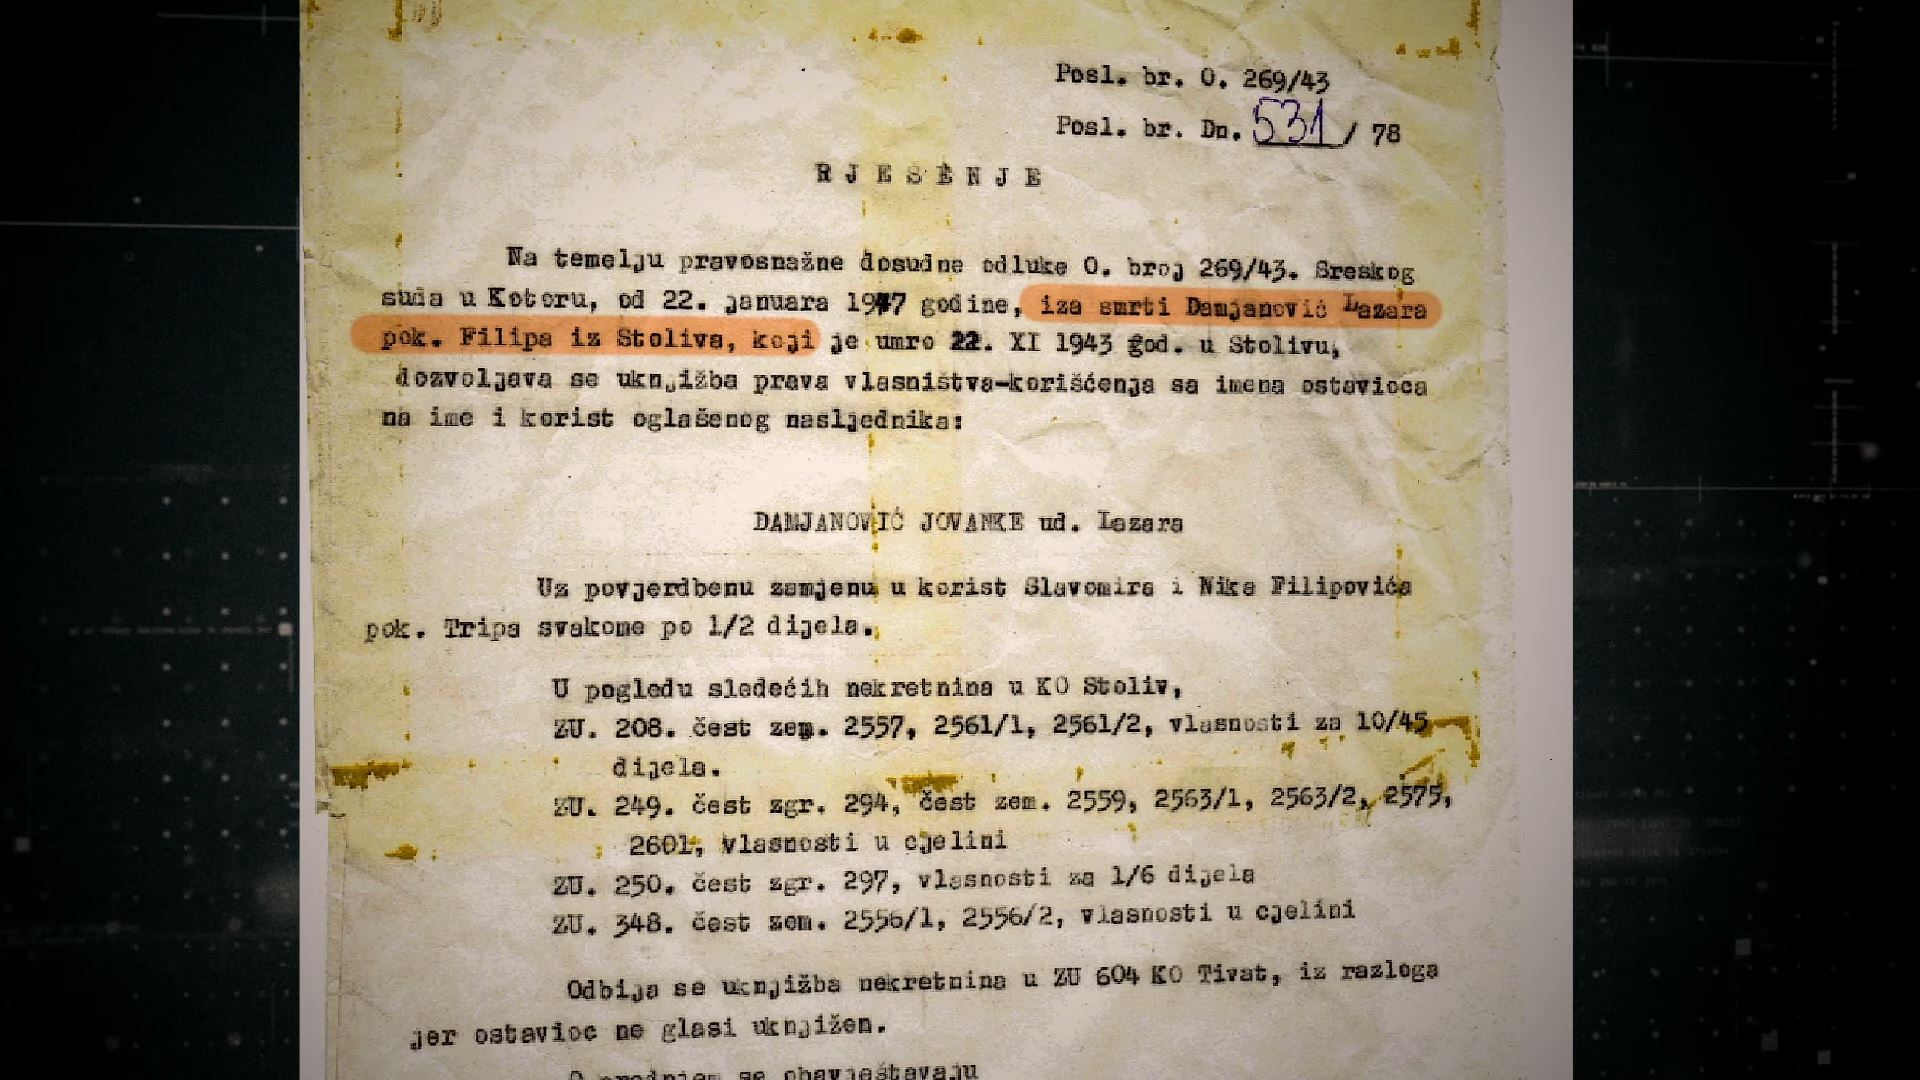 Posl. br. O. 269/43
Posl. br. Dn. 531 / 78
R J E Š E N J E
Na temelju pravosnažne dosudne odluke O. broj 269/43. Sreskog
suda u Kotoru, od 22. januara 1947 godine, iza smrti Damjanović Lazara
pok. Filipa iz Stoliva, koji je umro 22. XI 1943 god. u Stolivu,
dozvoljava se uknjižba prava vlasništva-korišćenja sa imena ostavioca
na ime i korist oglašenog nasljednika:
DAMJANOVIĆ JOVANKE ud. Lazara
Uz povjerdbenu zamjenu u korist Slavomira i Nika Filipovića
pok. Tripa svakome po 1/2 dijela.
U pogledu sledećih nekretnina u KO Stoliv,
ZU. 208. čest zem. 2557, 2561/1, 2561/2, vlasnosti za 10/45
dijela.
ZU. 249. čest zgr. 294, čest zem. 2559, 2563/1, 2563/2, 2575,
2601, vlasnosti u cjelini
ZU. 250. čest zgr. 297, vlasnosti za 1/6 dijela
ZU. 348. čest zem. 2556/1, 2556/2, vlasnosti u cjelini
Odbija se uknjižba nekretnina u ZU 604 KO Tivat, iz razloga
jer ostavioc ne glasi uknjižen.
O prednjem se obavještavaju